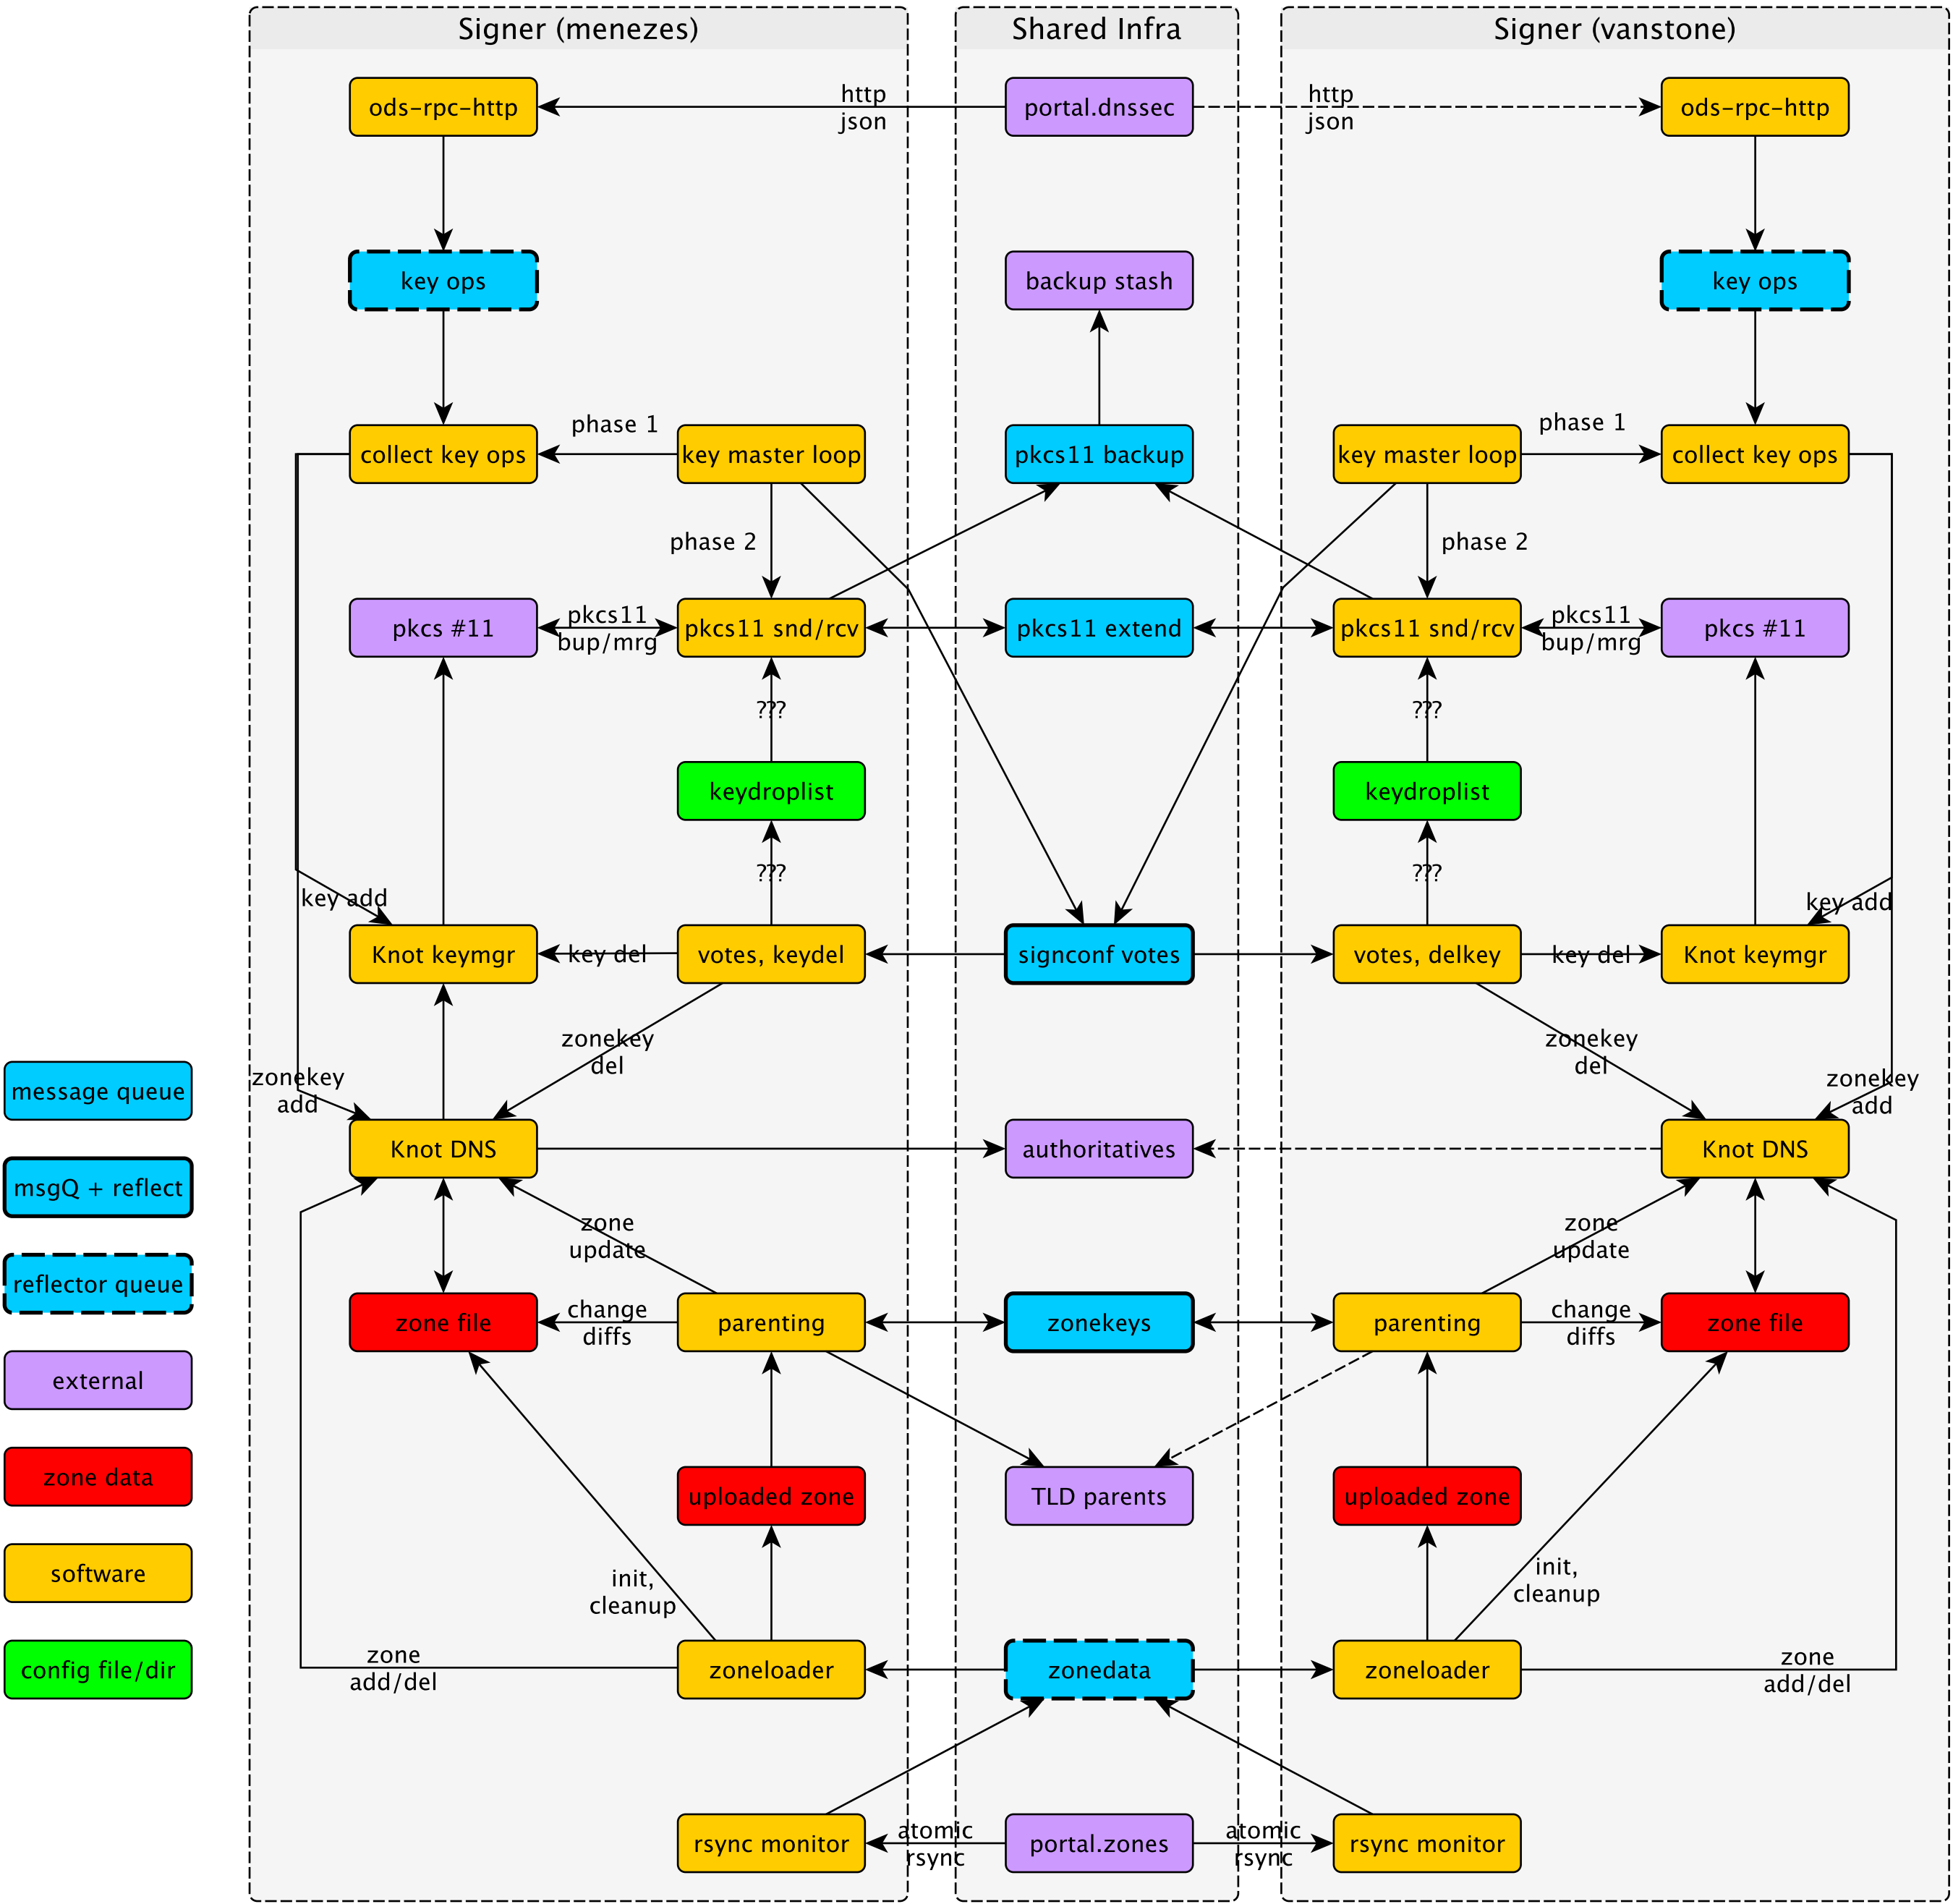 Signer (menezes)
Shared Infra
Signer (vanstone)
ods-rpc-http
http
json
portal.dnssec
http
json
ods-rpc-http
key ops
backup stash
key ops
collect key ops
phase 1
key master loop
pkcs11 backup
key master loop
phase 1
collect key ops
phase 2
phase 2
pkcs #11
pkcs11
bup/mrg
pkcs11 snd/rcv
pkcs11 extend
pkcs11 snd/rcv
pkcs11
bup/mrg
pkcs #11
???
???
keydroplist
keydroplist
???
???
key add
key add
Knot keymgr
key del
votes, keydel
signconf votes
votes, delkey
key del
Knot keymgr
zonekey
del
zonekey
del
zonekey
add
zonekey
add
message queue
Knot DNS
authoritatives
Knot DNS
msgQ + reflect
zone
update
zone
update
reflector queue
zone file
change
diffs
parenting
zonekeys
parenting
change
diffs
zone file
external
zone data
uploaded zone
TLD parents
uploaded zone
software
init,
cleanup
init,
cleanup
config file/dir
zone
add/del
zoneloader
zonedata
zoneloader
zone
add/del
rsync monitor
atomic
rsync
portal.zones
atomic
rsync
rsync monitor